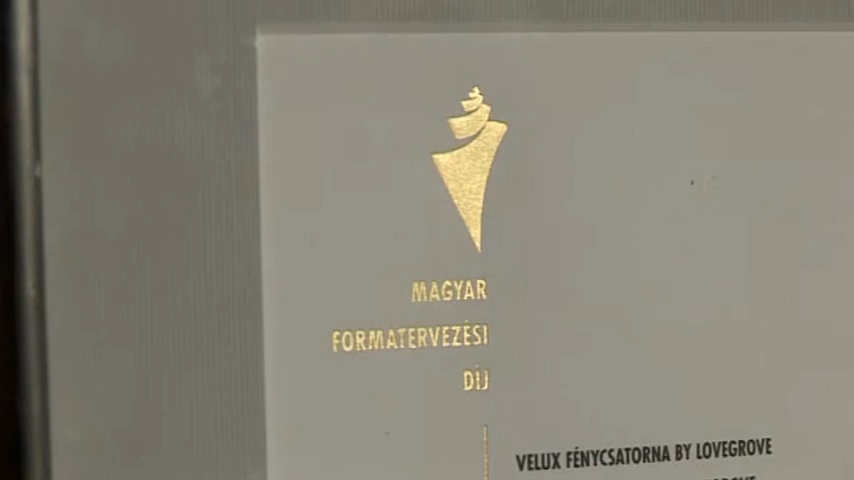 MAGYAR
FORMATERVEZÉSI
DÍJ
VELUX FÉNYCSATORNA BY LOVEGROVE